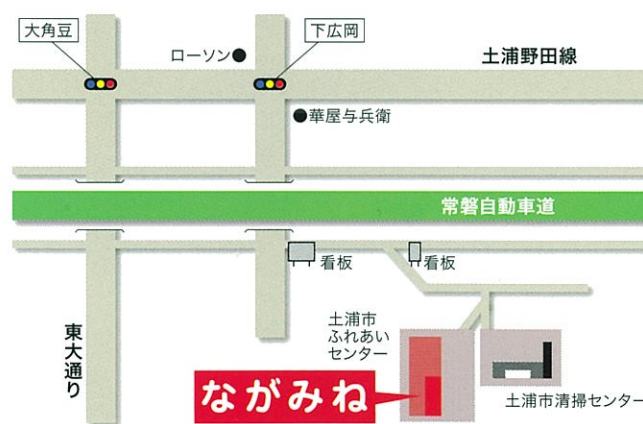 大角豆
ローソン
下広岡
土浦野田線
華屋与兵衛
常磐自動車道
看板
看板
東大通り
土浦市
ふれあい
センター
ながみね
土浦市清掃センター